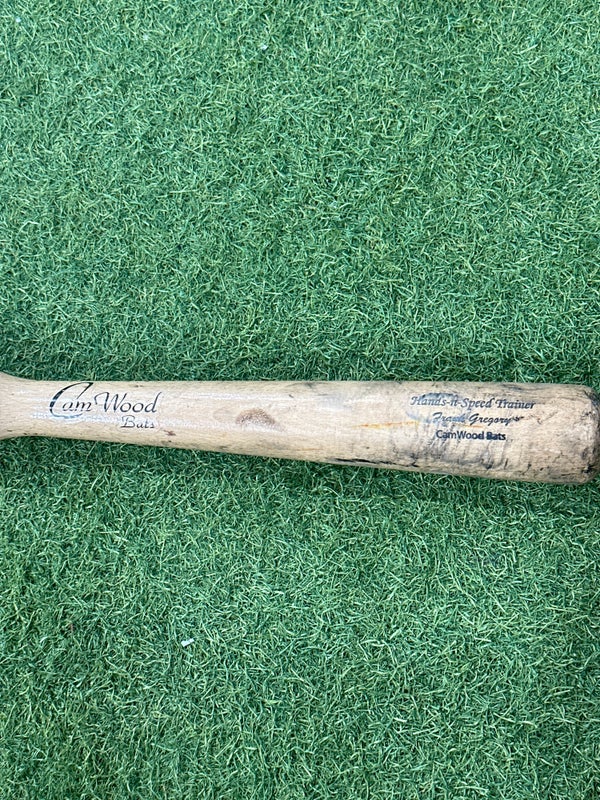 Cam Wood
Bats
Hands-n-Speed Trainer
Frank Gregory
CamWood Bats